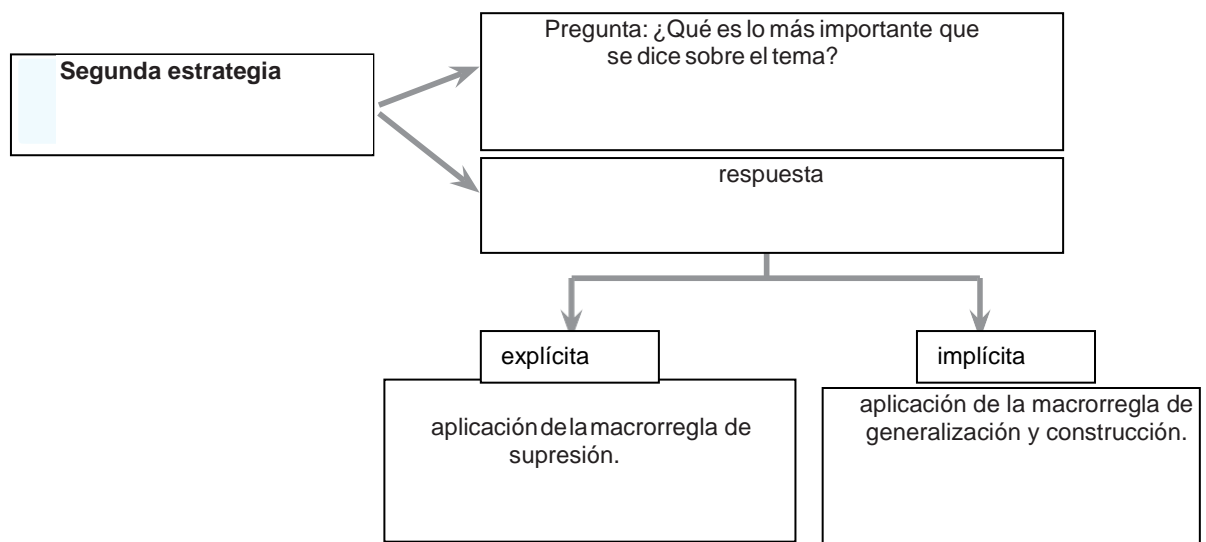 Segunda estrategia
Pregunta: ¿Qué es lo más importante que
se dice sobre el tema?
respuesta
explícita
implícita
aplicación de la macrorregla de
supresión.
aplicación de la macrorregla de
generalización y construcción.